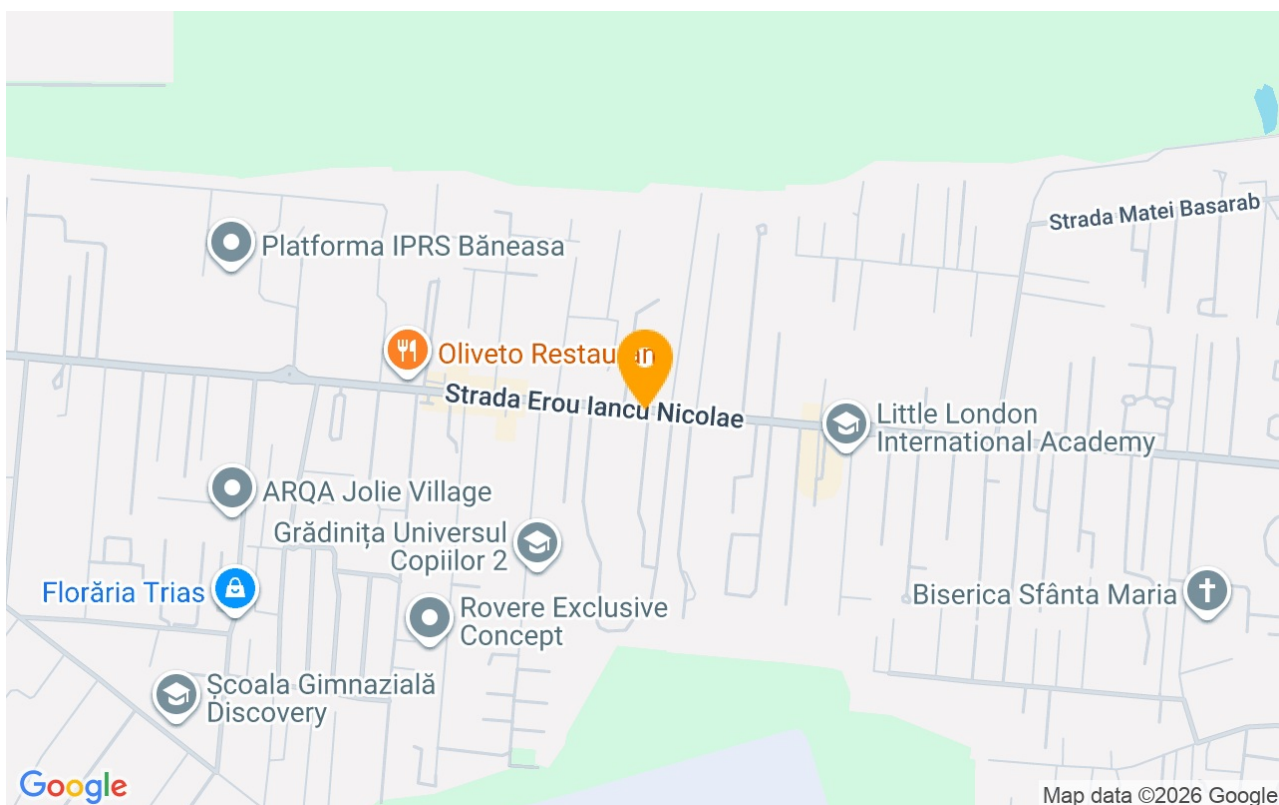 Strada Matei Basarab
Platforma IPRS Băneasa
Oliveto Restau
Strada Erou Iancu Nicolae
Little London
International Academy
ARQA Jolie Village
Grădinița Universul
Copiilor 2
Florăria Trias
Rovere Exclusive
Concept
Biserica Sfânta Maria
Școala Gimnazială
Discovery
Google
Map data ©2026 Google